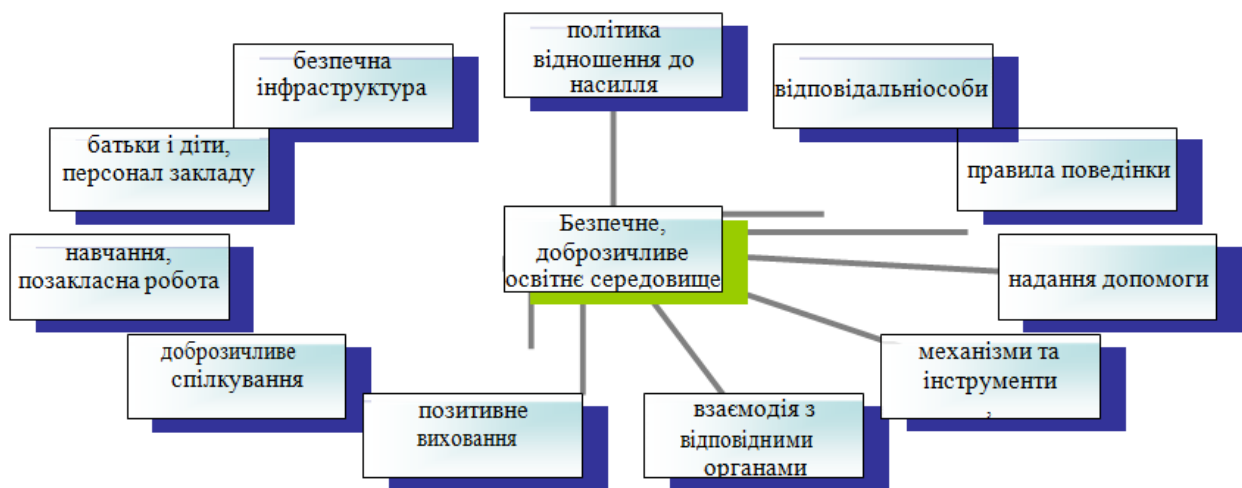 політика
відношення до
насилля
безпечна
інфраструктура
відповідальніособи
батьки і діти,
персонал закладу
правила поведінки
Безпечне,
доброзичливе
освітнє середовище
навчання,
позакласна робота
надання допомоги
доброзичливе
спілкування
механізми та
інструменти
,
позитивне
виховання
взаємодія з
відповідними
органами